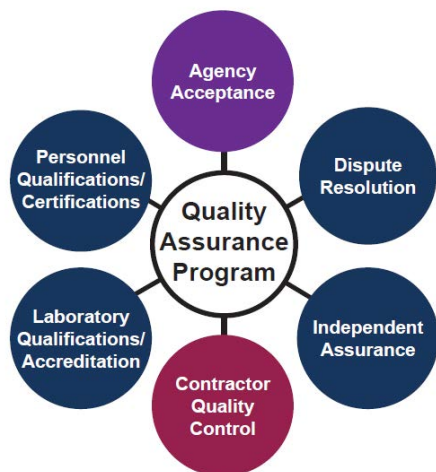 Agency
Acceptance
Personnel
Qualifications/
Certifications
Dispute
Resolution
Quality
Assurance
Program
Laboratory
Qualifications/
Accreditation
Independent
Assurance
Contractor
Quality
Control